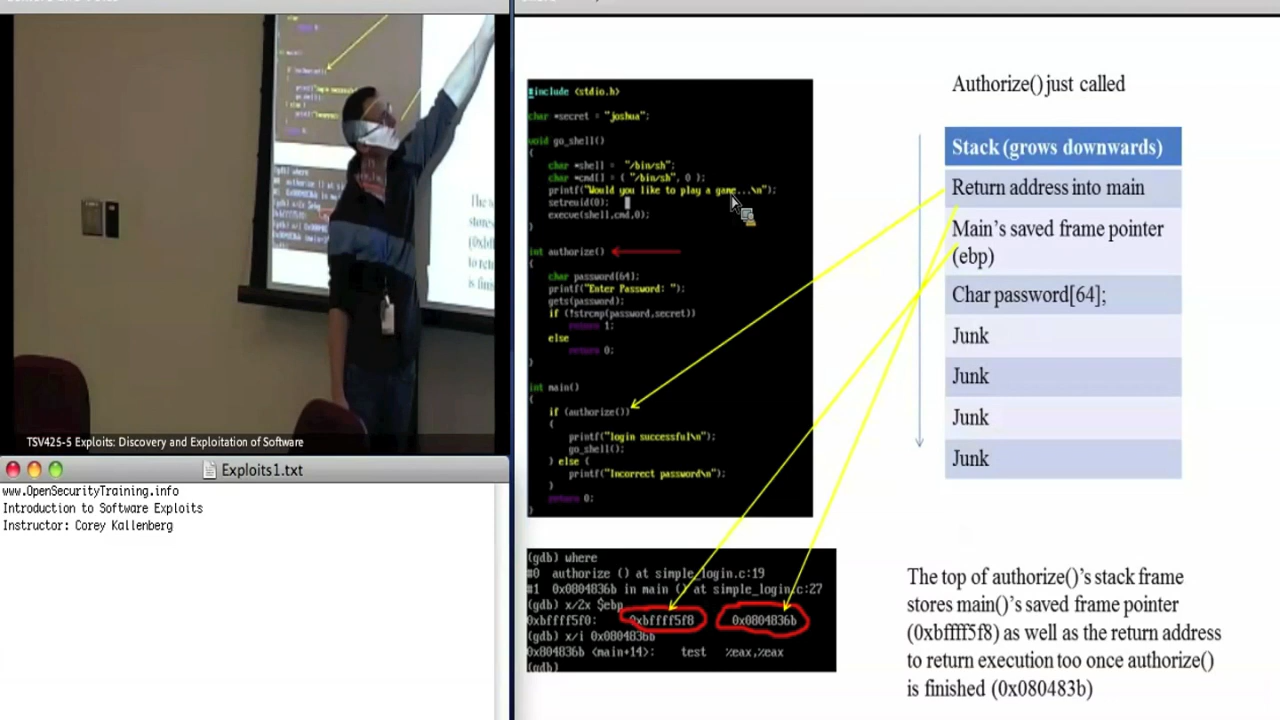 TSV425-5 Exploits: Discovery and Exploitation of Software
Exploits1.txt
www.OpenSecurityTraining.info
Introduction to Software Exploits
Instructor: Corey Kallenberg
#include <stdio.h>
char *secret = "joshua";
void go_shell()
{
char *shell = "/bin/sh";
char *cmd[] = { "/bin/sh", 0 };
printf("Would you like to play a game...\n");
setreuid(0);
execve(shell,cmd,0);
}
int authorize()
{
char password[64];
printf("Enter Password: ");
gets(password);
if (!strcmp(password,secret))
return 1;
else
return 0;
}
int main()
{
if (authorize())
{
printf("login successful\n");
go_shell();
} else {
printf("Incorrect password\n");
}
return 0;
}
(gdb) where
#0 authorize () at simple_login.c:19
#1 0x0804836b in main () at simple_login.c:27
(gdb) x/2x $ebp
0xbffff5f0: 0xbffff5f8 0x0804836b
(gdb) x/i 0x0804836b
0x804836b <main+14>: test %eax,%eax
(gdb)
Authorize() just called
Stack (grows downwards)
Return address into main
Main's saved frame pointer
(ebp)
Char password[64];
Junk
Junk
Junk
Junk
The top of authorize()'s stack frame
stores main()'s saved frame pointer
(0xbffff5f8) as well as the return address
to return execution too once authorize()
is finished (0x080483b)